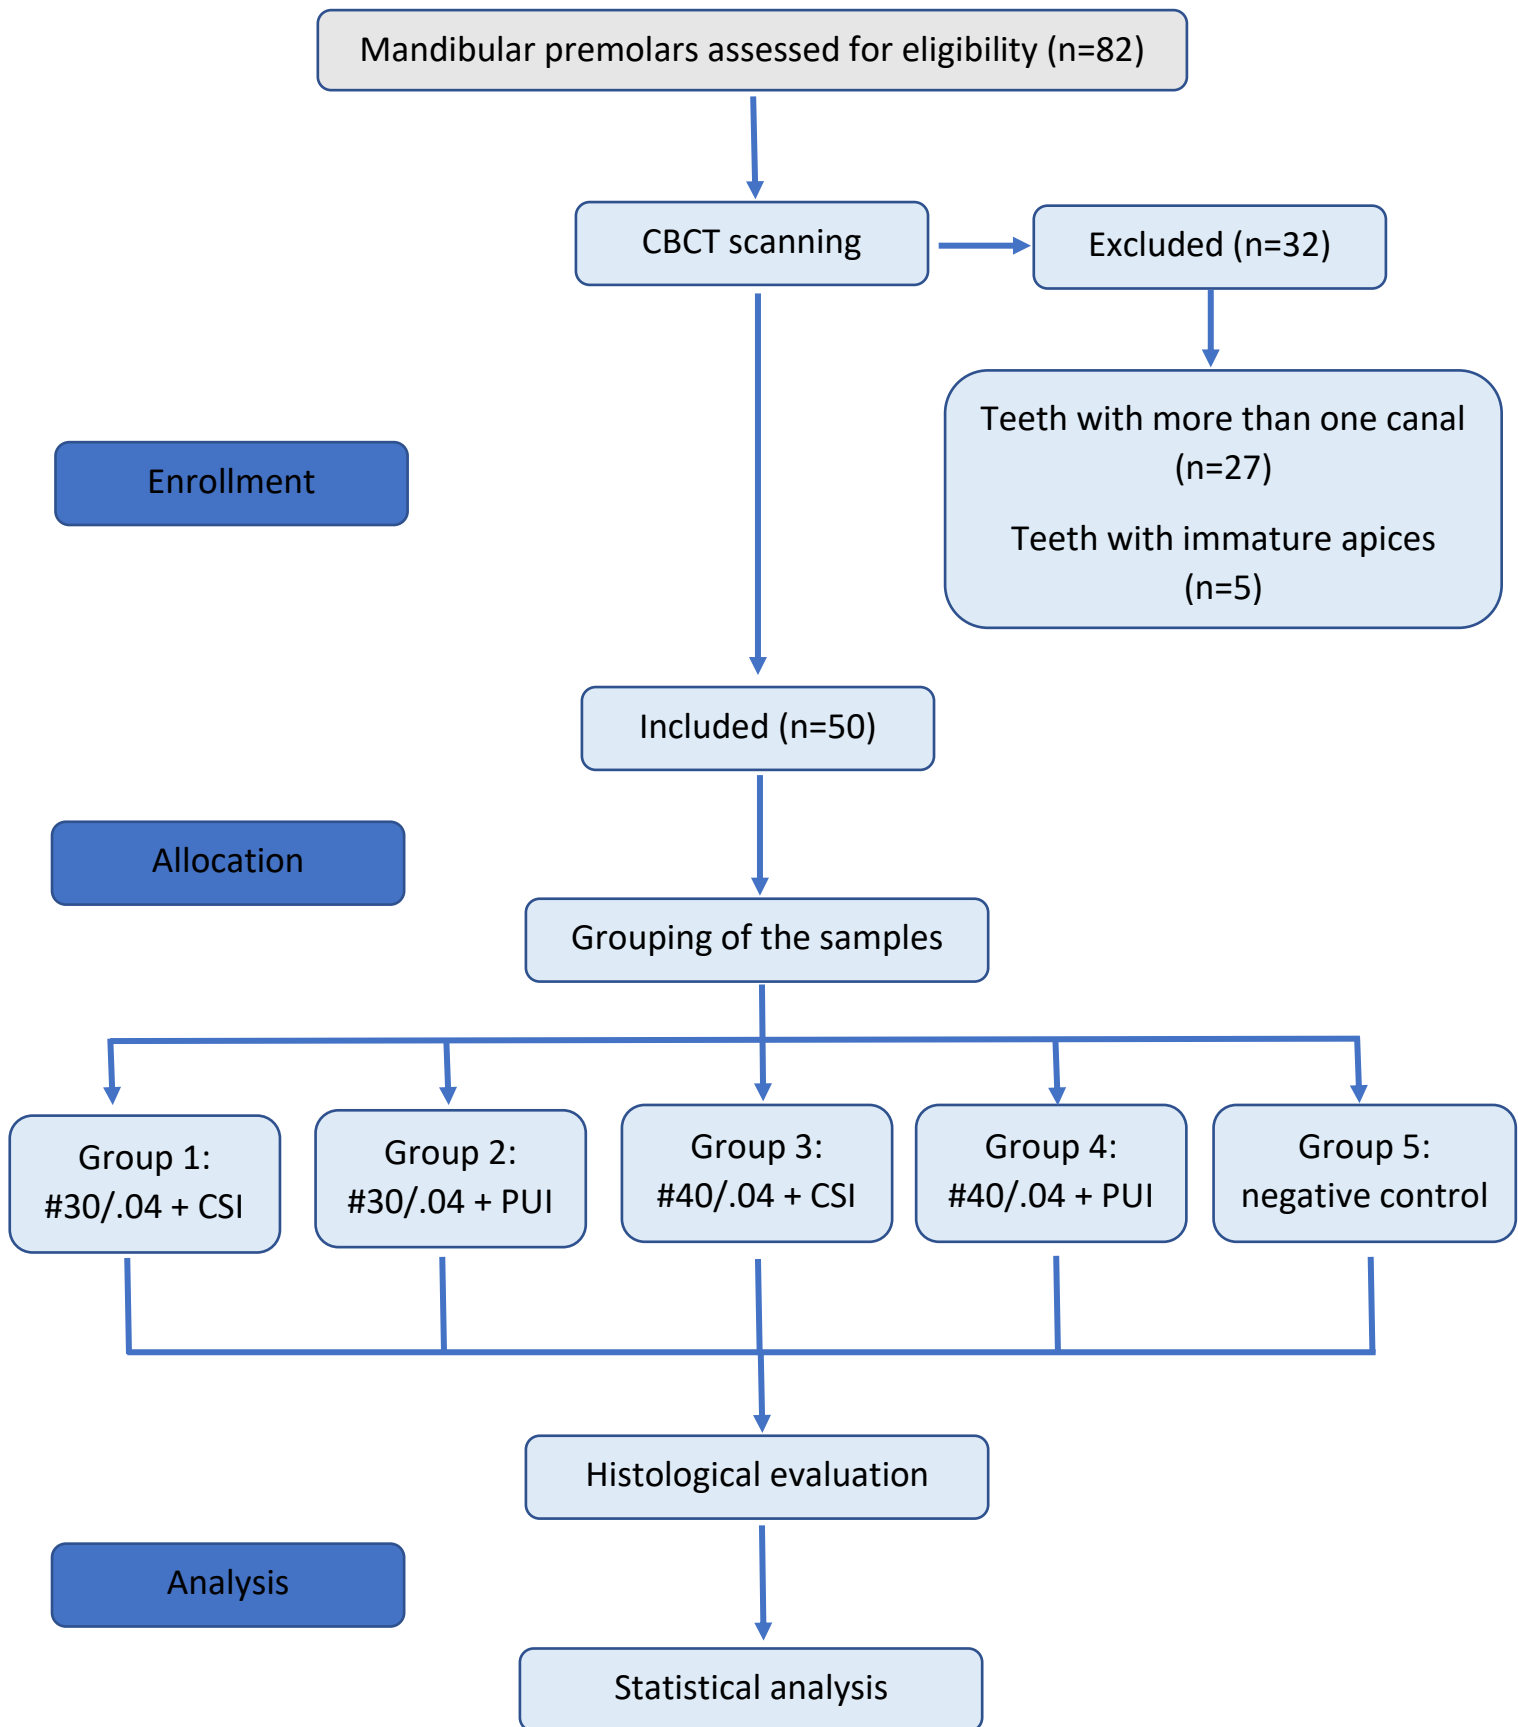 Mandibular premolars assessed for eligibility (n=82)
CBCT scanning
Excluded (n=32)
Teeth with more than one canal
(n=27)
Teeth with immature apices
(n=5)
Enrollment
Included (n=50)
Allocation
Grouping of the samples
Group 1:
#30/.04 + CSI
Group 2:
#30/.04 + PUI
Group 3:
#40/.04 + CSI
Group 4:
#40/.04 + PUI
Group 5:
negative control
Histological evaluation
Analysis
Statistical analysis